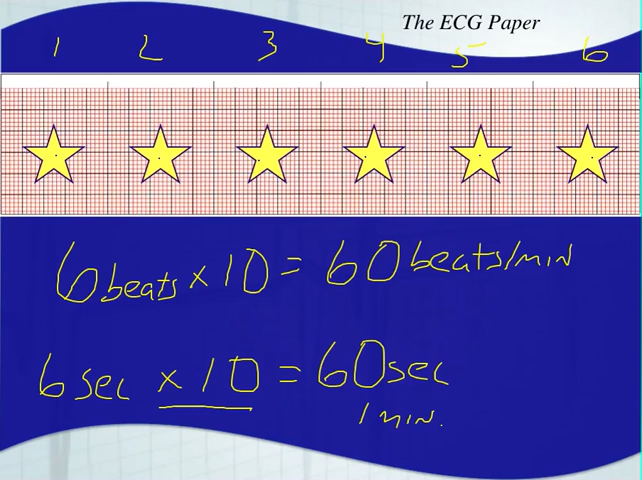 The ECG Paper
1 2 3 4 5 6
6 beats x 10 = 60 beats/min
6 sec x 10 = 60 sec
1 min.